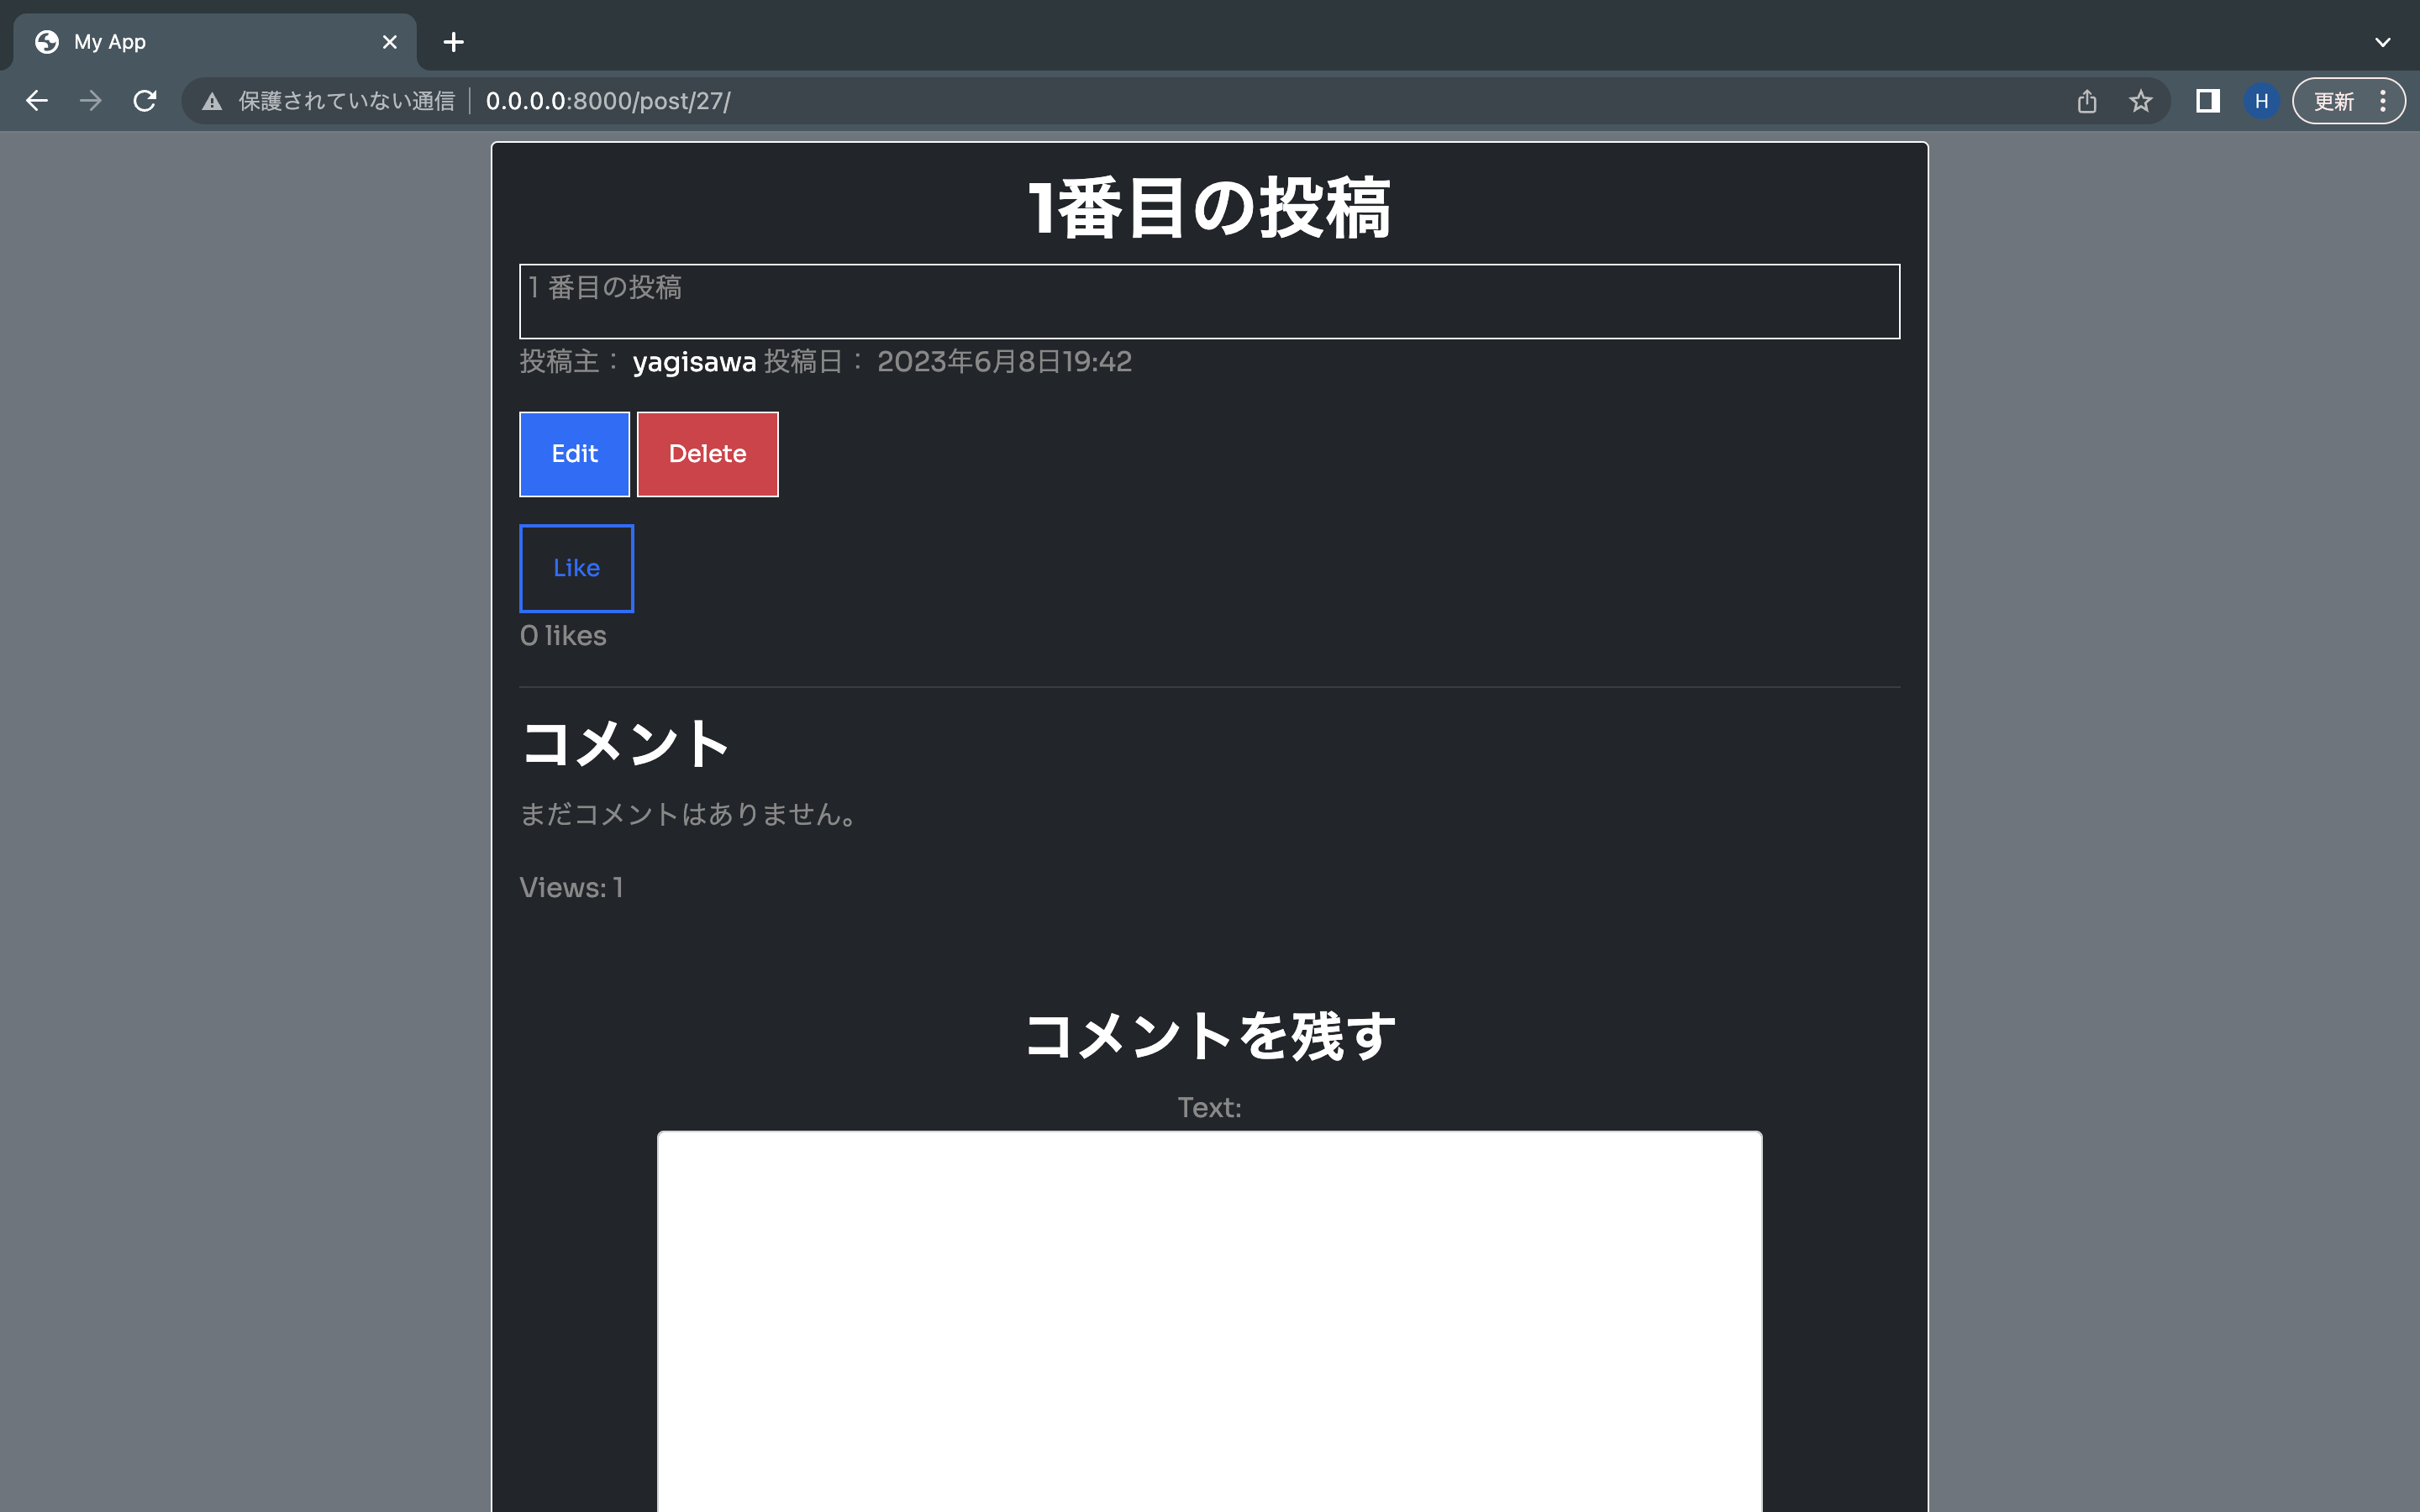 My App
保護されていない通信 0.0.0.0:8000/post/27/
H
更新
1番目の投稿
1 番目の投稿
投稿主： yagisawa 投稿日： 2023年6月8日19:42
Edit Delete
Like
0 likes
コメント
まだコメントはありません。
Views: 1
コメントを残す
Text: